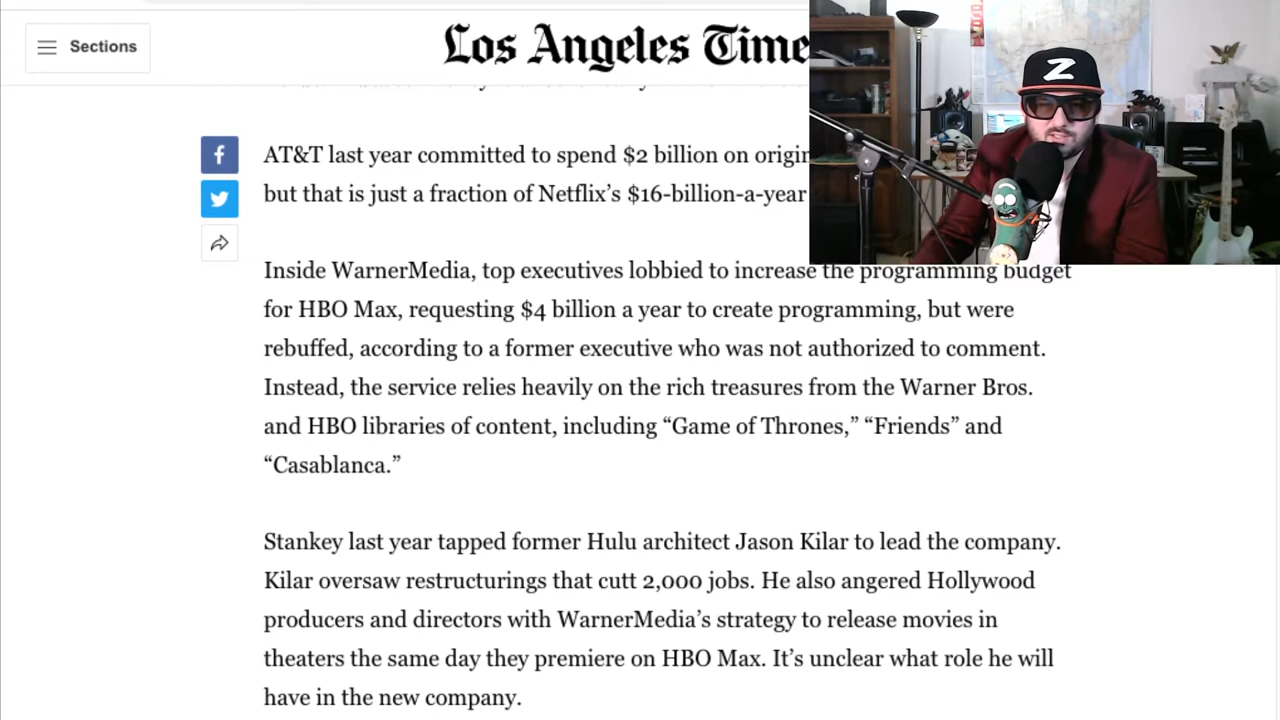 Sections
Los Angeles Time
AT&T last year committed to spend $2 billion on origin
but that is just a fraction of Netflix’s $16-billion-a-year
Inside WarnerMedia, top executives lobbied to increase the programming budget
for HBO Max, requesting $4 billion a year to create programming, but were
rebuffed, according to a former executive who was not authorized to comment.
Instead, the service relies heavily on the rich treasures from the Warner Bros.
and HBO libraries of content, including “Game of Thrones,” “Friends” and
“Casablanca.”
Stankey last year tapped former Hulu architect Jason Kilar to lead the company.
Kilar oversaw restructurings that cutt 2,000 jobs. He also angered Hollywood
producers and directors with WarnerMedia’s strategy to release movies in
theaters the same day they premiere on HBO Max. It’s unclear what role he will
have in the new company.
Z